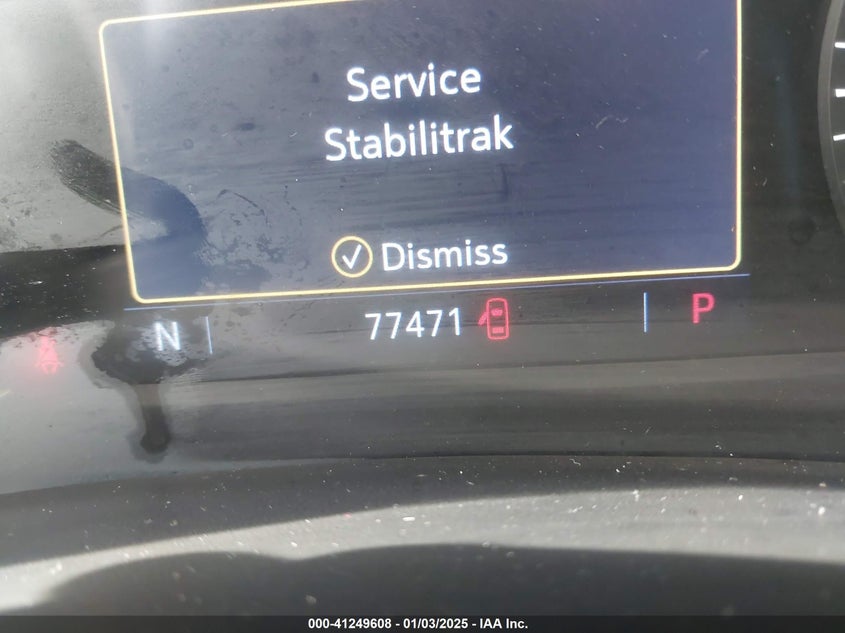 Service
Stabilitrak
Dismiss
N 77471 P
000-41249608 - 01/03/2025 - IAA Inc.